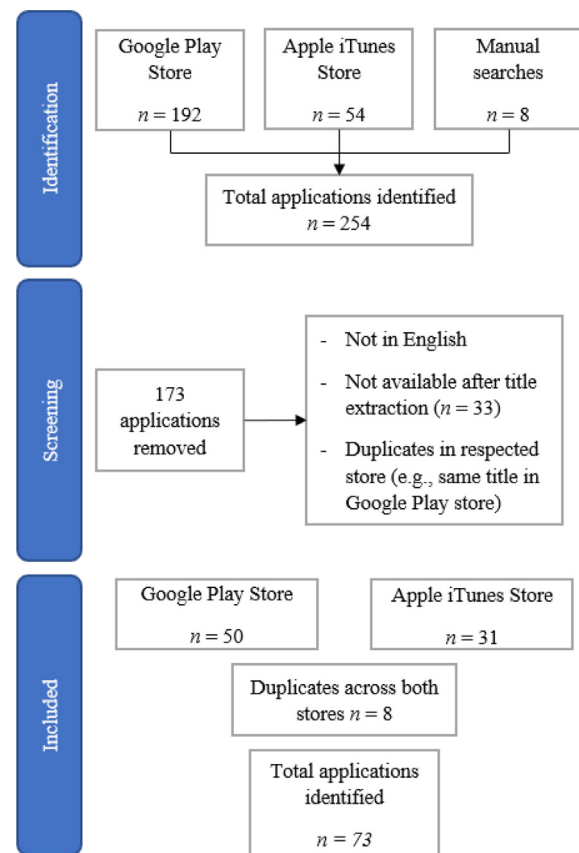 Identification
Google Play
Store
n = 192
Apple iTunes
Store
n = 54
Manual
searches
n = 8
Total applications identified
n = 254
Screening
173
applications
removed
- Not in English
- Not available after title
extraction (n = 33)
- Duplicates in respected
store (e.g., same title in
Google Play store)
Included
Google Play Store
n = 50
Apple iTunes Store
n = 31
Duplicates across both
stores n = 8
Total applications
identified
n = 73